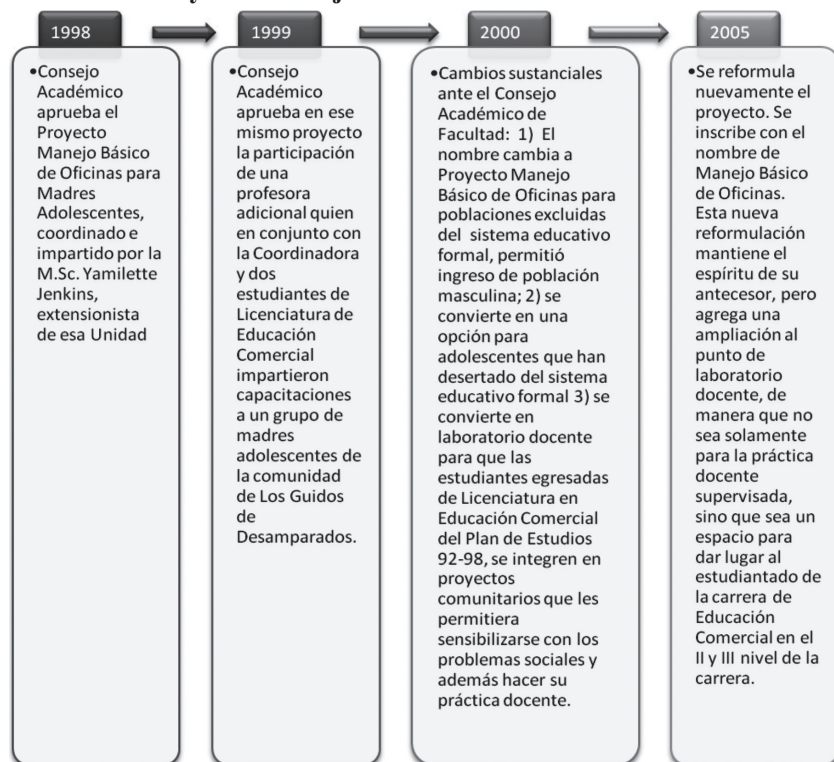 1998
•Consejo
Académico
aprueba el
Proyecto
Manejo Básico
de Oficinas para
Madres
Adolescentes,
coordinado e
impartido por la
M.Sc. Yamilette
Jenkins,
extensionista
de esa Unidad
1999
•Consejo
Académico
aprueba en ese
mismo proyecto
la participación
de una
profesora
adicional quien
en conjunto con
la Coordinadora
y dos
estudiantes de
Licenciatura de
Educación
Comercial
impartieron
capacitaciones
a un grupo de
madres
adolescentes de
la comunidad
de Los Guidos
de
Desamparados.
2000
•Cambios sustanciales
ante el Consejo
Académico de
Facultad: 1) El
nombre cambia a
Proyecto Manejo
Básico de Oficinas para
poblaciones excluidas
del sistema educativo
formal, permitió
ingreso de población
masculina; 2) se
convierte en una
opción para
adolescentes que han
desertado del sistema
educativo formal 3) se
convierte en
laboratorio docente
para que las
estudiantes egresadas
de Licenciatura en
Educación Comercial
del Plan de Estudios
92-98, se integren en
proyectos
comunitarios que les
permitiera
sensibilizarse con los
problemas sociales y
además hacer su
práctica docente.
2005
•Se reformula
nuevamente el
proyecto. Se
inscribe con el
nombre de
Manejo Básico
de Oficinas.
Esta nueva
reformulación
mantiene el
espíritu de su
antecesor, pero
agrega una
ampliación al
punto de
laboratorio
docente, de
manera que no
sea solamente
para la práctica
docente
supervisada,
sino que sea un
espacio para
dar lugar al
estudiantado de
la carrera de
Educación
Comercial en el
II y III nivel de la
carrera.